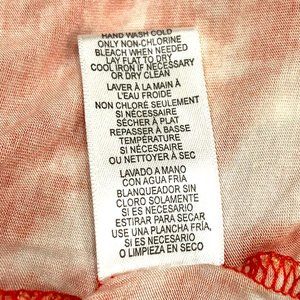 HAND WASH COLD
ONLY NON-CHLORINE
BLEACH WHEN NEEDED
LAY FLAT TO DRY
COOL IRON IF NECESSARY
OR DRY CLEAN
LAVER À LA MAIN À
L'EAU FROIDE
NON CHLORÉ SEULEMENT
SI NÉCESSAIRE
SÉCHER À PLAT
REPASSER À BASSE
TEMPÉRATURE
SI NÉCESSAIRE
OU NETTOYER À SEC
LAVADO A MANO
CON AGUA FRÍA
BLANQUEADOR SIN
CLORO SOLAMENTE
SI ES NECESARIO
ESTIRAR PARA SECAR
USE UNA PLANCHA FRÍA,
SI ES NECESARIO
O LIMPIEZA EN SECO